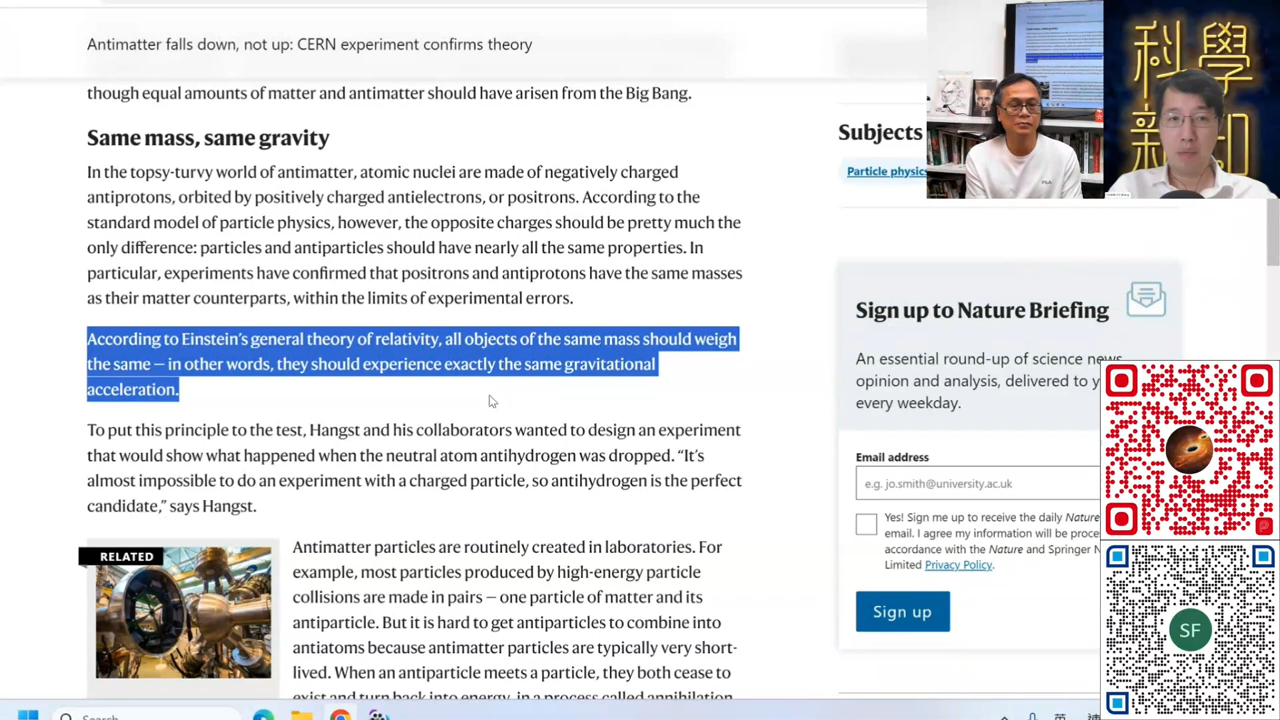 Antimatter falls down, not up: CERN experiment confirms theory
though equal amounts of matter and antimatter should have arisen from the Big Bang.
Same mass, same gravity
In the topsy-turvy world of antimatter, atomic nuclei are made of negatively charged
antiprotons, orbited by positively charged antielectrons, or positrons. According to the
standard model of particle physics, however, the opposite charges should be pretty much the
only difference: particles and antiparticles should have nearly all the same properties. In
particular, experiments have confirmed that positrons and antiprotons have the same masses
as their matter counterparts, within the limits of experimental errors.
According to Einstein’s general theory of relativity, all objects of the same mass should weigh
the same — in other words, they should experience exactly the same gravitational
acceleration.
To put this principle to the test, Hangst and his collaborators
to design an experiment
that would show what happened when the neutral atom antihydrogen was dropped. “It’s
almost impossible to do an experiment with a charged particle, so antihydrogen is the perfect
candidate,” says Hangst.
RELATED
Antimatter particles are routinely created in laboratories. For
example, most particles produced by high-energy particle
collisions are made in pairs — one particle of matter and its
antiparticle. But it is hard to get antiparticles to combine into
antiatoms because antimatter particles are typically very short-
lived. When an antiparticle meets a particle, they both cease to
exist and turn back into energy, in a process called annihilation
Subjects
Particle physics
Sign up to Nature Briefing
An essential round-up of science news,
opinion and analysis, delivered to y
every weekday.
Email address
e.g. jo.smith@university.ac.uk
Yes! Sign me up to receive the daily Nature
email. I agree my information will be proce
accordance with the Nature and Springer N
Limited Privacy Policy.
Sign up
科學
新知
FILA
SF
Search
英